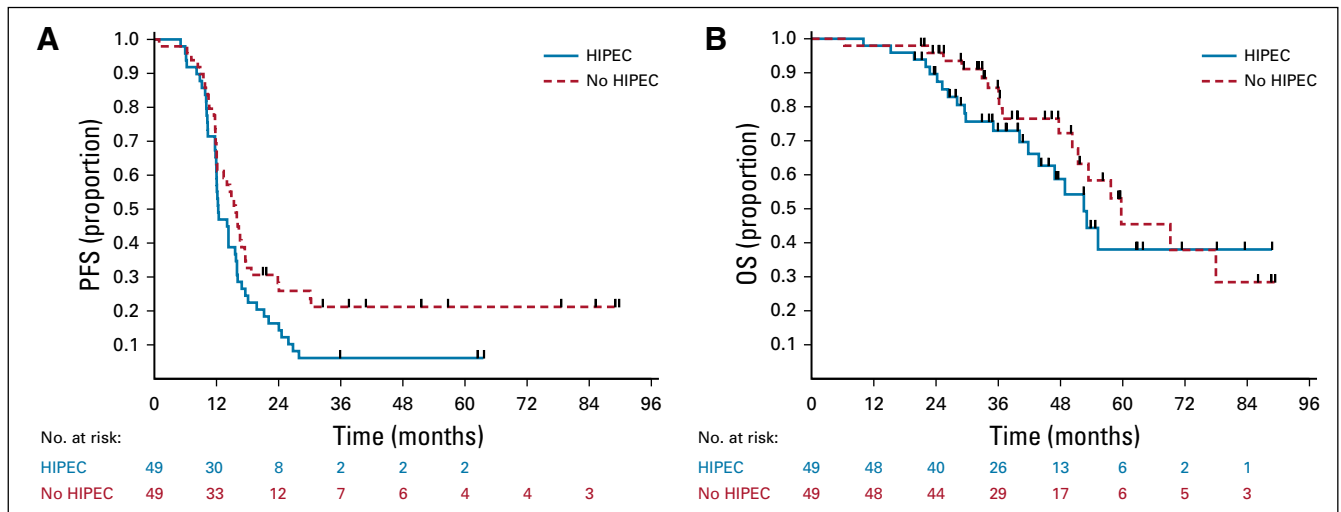 A
1.0
0.9
0.8
0.7
0.6
0.5
0.4
0.3
0.2
0.1
PFS (proportion)
HIPEC
No HIPEC
0 12 24 36 48 60 72 84 96
Time (months)
No. at risk:
HIPEC 49 30 8 2 2 2
No HIPEC 49 33 12 7 6 4 4 3
B
1.0
0.9
0.8
0.7
0.6
0.5
0.4
0.3
0.2
0.1
OS (proportion)
HIPEC
No HIPEC
0 12 24 36 48 60 72 84 96
Time (months)
No. at risk:
HIPEC 49 48 40 26 13 6 2 1
No HIPEC 49 48 44 29 17 6 5 3